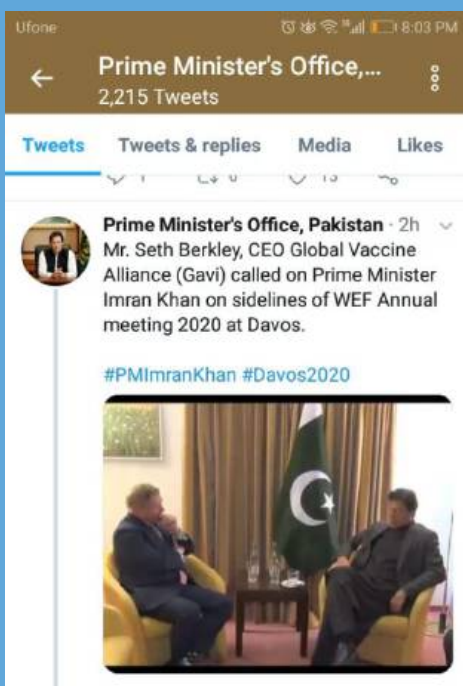 Ufone 8:03 PM
Prime Minister's Office,...
2,215 Tweets
Tweets Tweets & replies Media Likes
Prime Minister's Office, Pakistan · 2h
Mr. Seth Berkley, CEO Global Vaccine
Alliance (Gavi) called on Prime Minister
Imran Khan on sidelines of WEF Annual
meeting 2020 at Davos.
#PMImranKhan #Davos2020